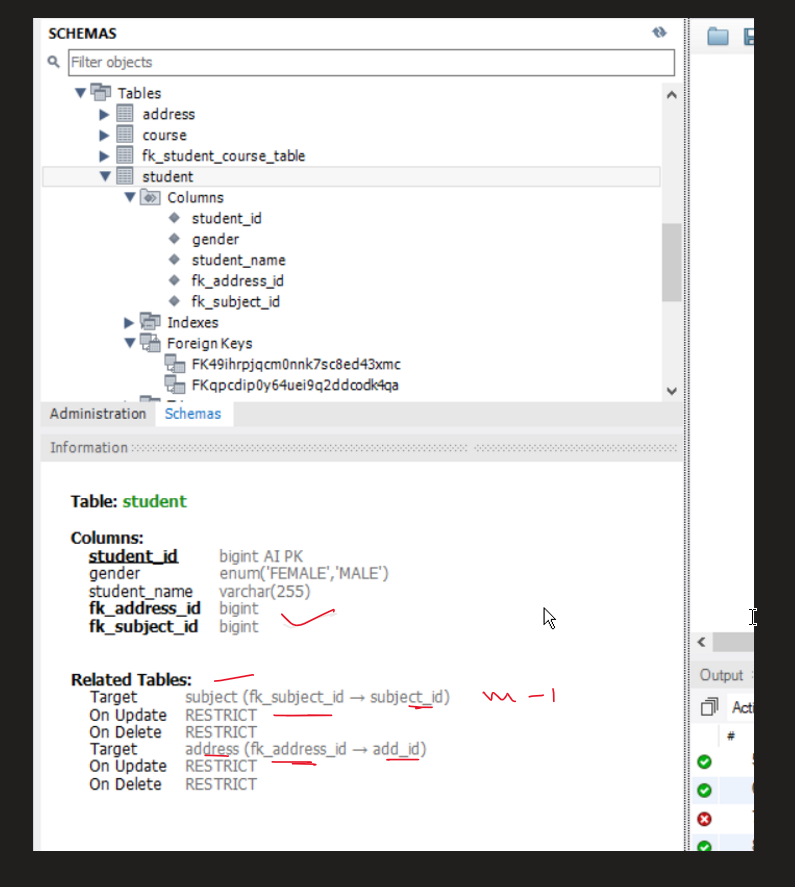 SCHEMAS
Filter objects
Tables
address
course
fk_student_course_table
student
Columns
student_id
gender
student_name
fk_address_id
fk_subject_id
Indexes
Foreign Keys
FK49ihrpjqcm0nnk7sc8ed43xmc
FKqpcdip0y64uei9q2ddcodk4qa
Administration Schemas
Information
Table: student
Columns:
student_id bigint AI PK
gender enum('FEMALE','MALE')
student_name varchar(255)
fk_address_id bigint
fk_subject_id bigint
Related Tables:
Target subject (fk_subject_id → subject_id) m - 1
On Update RESTRICT
On Delete RESTRICT
Target address (fk_address_id → add_id)
On Update RESTRICT
On Delete RESTRICT
Output
Acti
#